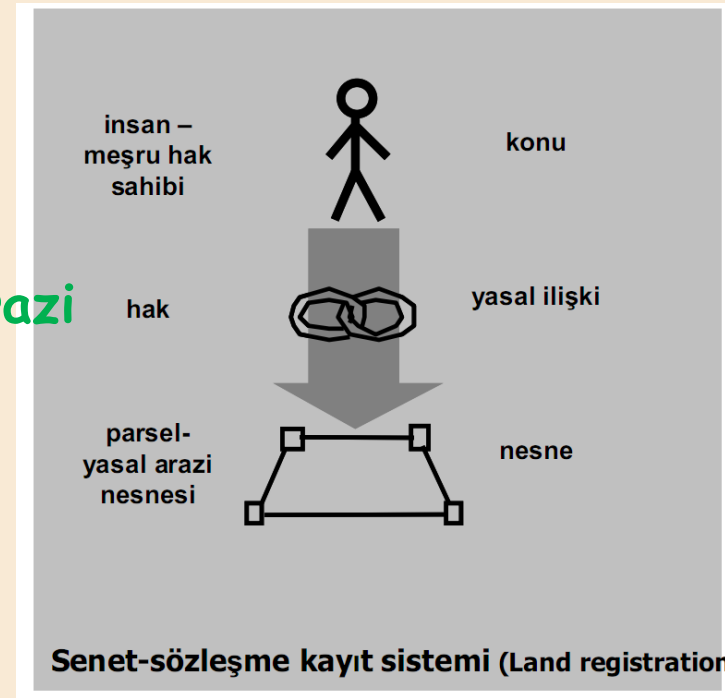 insan –
meşru hak
sahibi
konu
azi
hak
yasal ilişki
parsel-
yasal arazi
nesnesi
nesne
Senet-sözleşme kayıt sistemi (Land registration